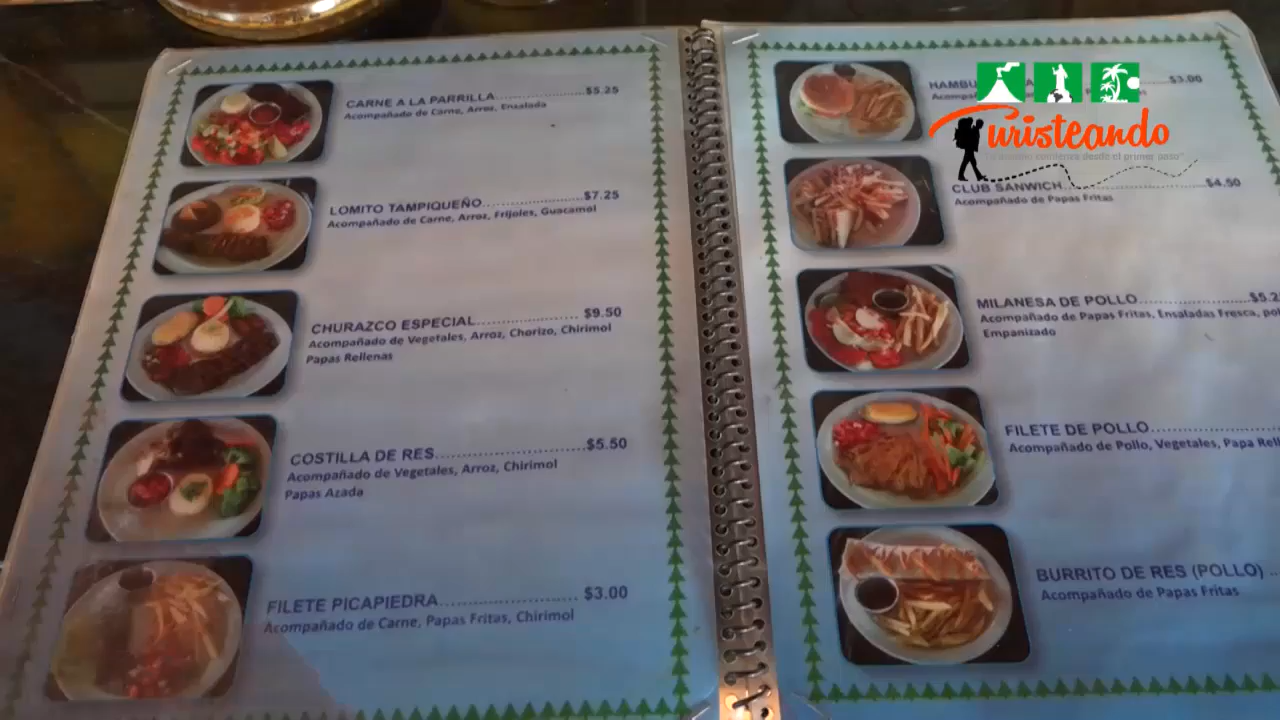 CARNE A LA PARRILLA........................$5.25
Acompañado de Carne, Arroz, Ensalada
LOMITO TAMPIQUEÑO..........................$7.25
Acompañado de Carne, Arroz, Frijoles, Guacamol
CHURAZCO ESPECIAL........................ $9.50
Acompañado de Vegetales, Arroz, Chorizo, Chirimol
Papas Rellenas
COSTILLA DE RES..............................$5.50
Acompañado de Vegetales, Arroz, Chirimol
Papas Azada
FILETE PICAPIEDRA........................... $3.00
Acompañado de Carne, Papas Fritas, Chirimol
$3.00
Turisteando
CLUB SANWICH..............................$4.50
Acompañado de Papas Fritas
MILANESA DE POLLO.......................
Acompañado de Papas Fritas, Ensaladas Fresca,
Empanizado
FILETE DE POLLO.......................
Acompañado de Pollo, Vegetales, Papa
BURRITO DE RES (POLLO) ..
Acompañado de Papas Fritas